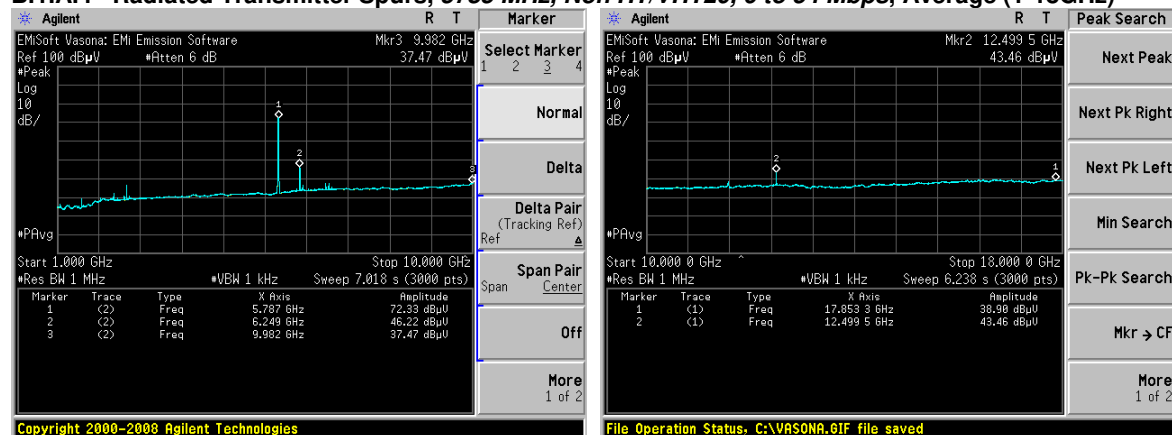 Agilent R T
EMiSoft Vasona: EMi Emission Software Mkr3 9.982 GHz
Ref 100 dBµV #Atten 6 dB 37.47 dBµV
#Peak
Log
10
dB/
1
2
3
#PAvg
Start 1.000 GHz Stop 10.000 GHz
#Res BW 1 MHz #VBW 1 kHz Sweep 7.018 s (3000 pts)
Marker Trace Type X Axis Amplitude
1 (2) Freq 5.787 GHz 72.33 dBµV
2 (2) Freq 6.249 GHz 46.22 dBµV
3 (2) Freq 9.982 GHz 37.47 dBµV
Copyright 2000-2008 Agilent Technologies
Marker
Select Marker
1 2 3 4
Normal
Delta
Delta Pair
(Tracking Ref)
Ref Δ
Span Pair
Span Center
Off
More
1 of 2
Agilent R T
EMiSoft Vasona: EMi Emission Software Mkr2 12.499 5 GHz
Ref 100 dBµV #Atten 6 dB 43.46 dBµV
#Peak
Log
10
dB/
2
1
#PAvg
Start 10.000 0 GHz ^ Stop 18.000 0 GHz
#Res BW 1 MHz #VBW 1 kHz Sweep 6.238 s (3000 pts)
Marker Trace Type X Axis Amplitude
1 (1) Freq 17.853 3 GHz 38.90 dBµV
2 (1) Freq 12.499 5 GHz 43.46 dBµV
File Operation Status, C:\VASONA.GIF file saved
Peak Search
Next Peak
Next Pk Right
Next Pk Left
Min Search
Pk-Pk Search
Mkr → CF
More
1 of 2